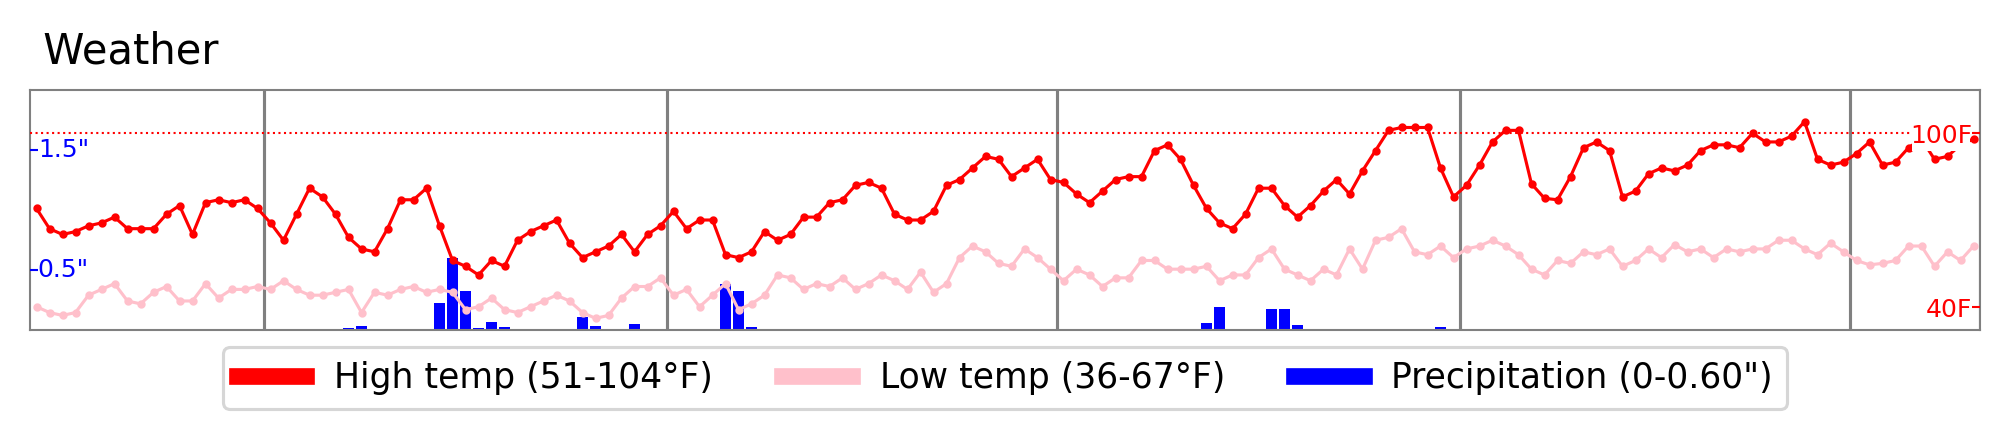 Weather
1.5"
100F
0.5"
40F
High temp (51-104°F) Low temp (36-67°F) Precipitation (0-0.60")